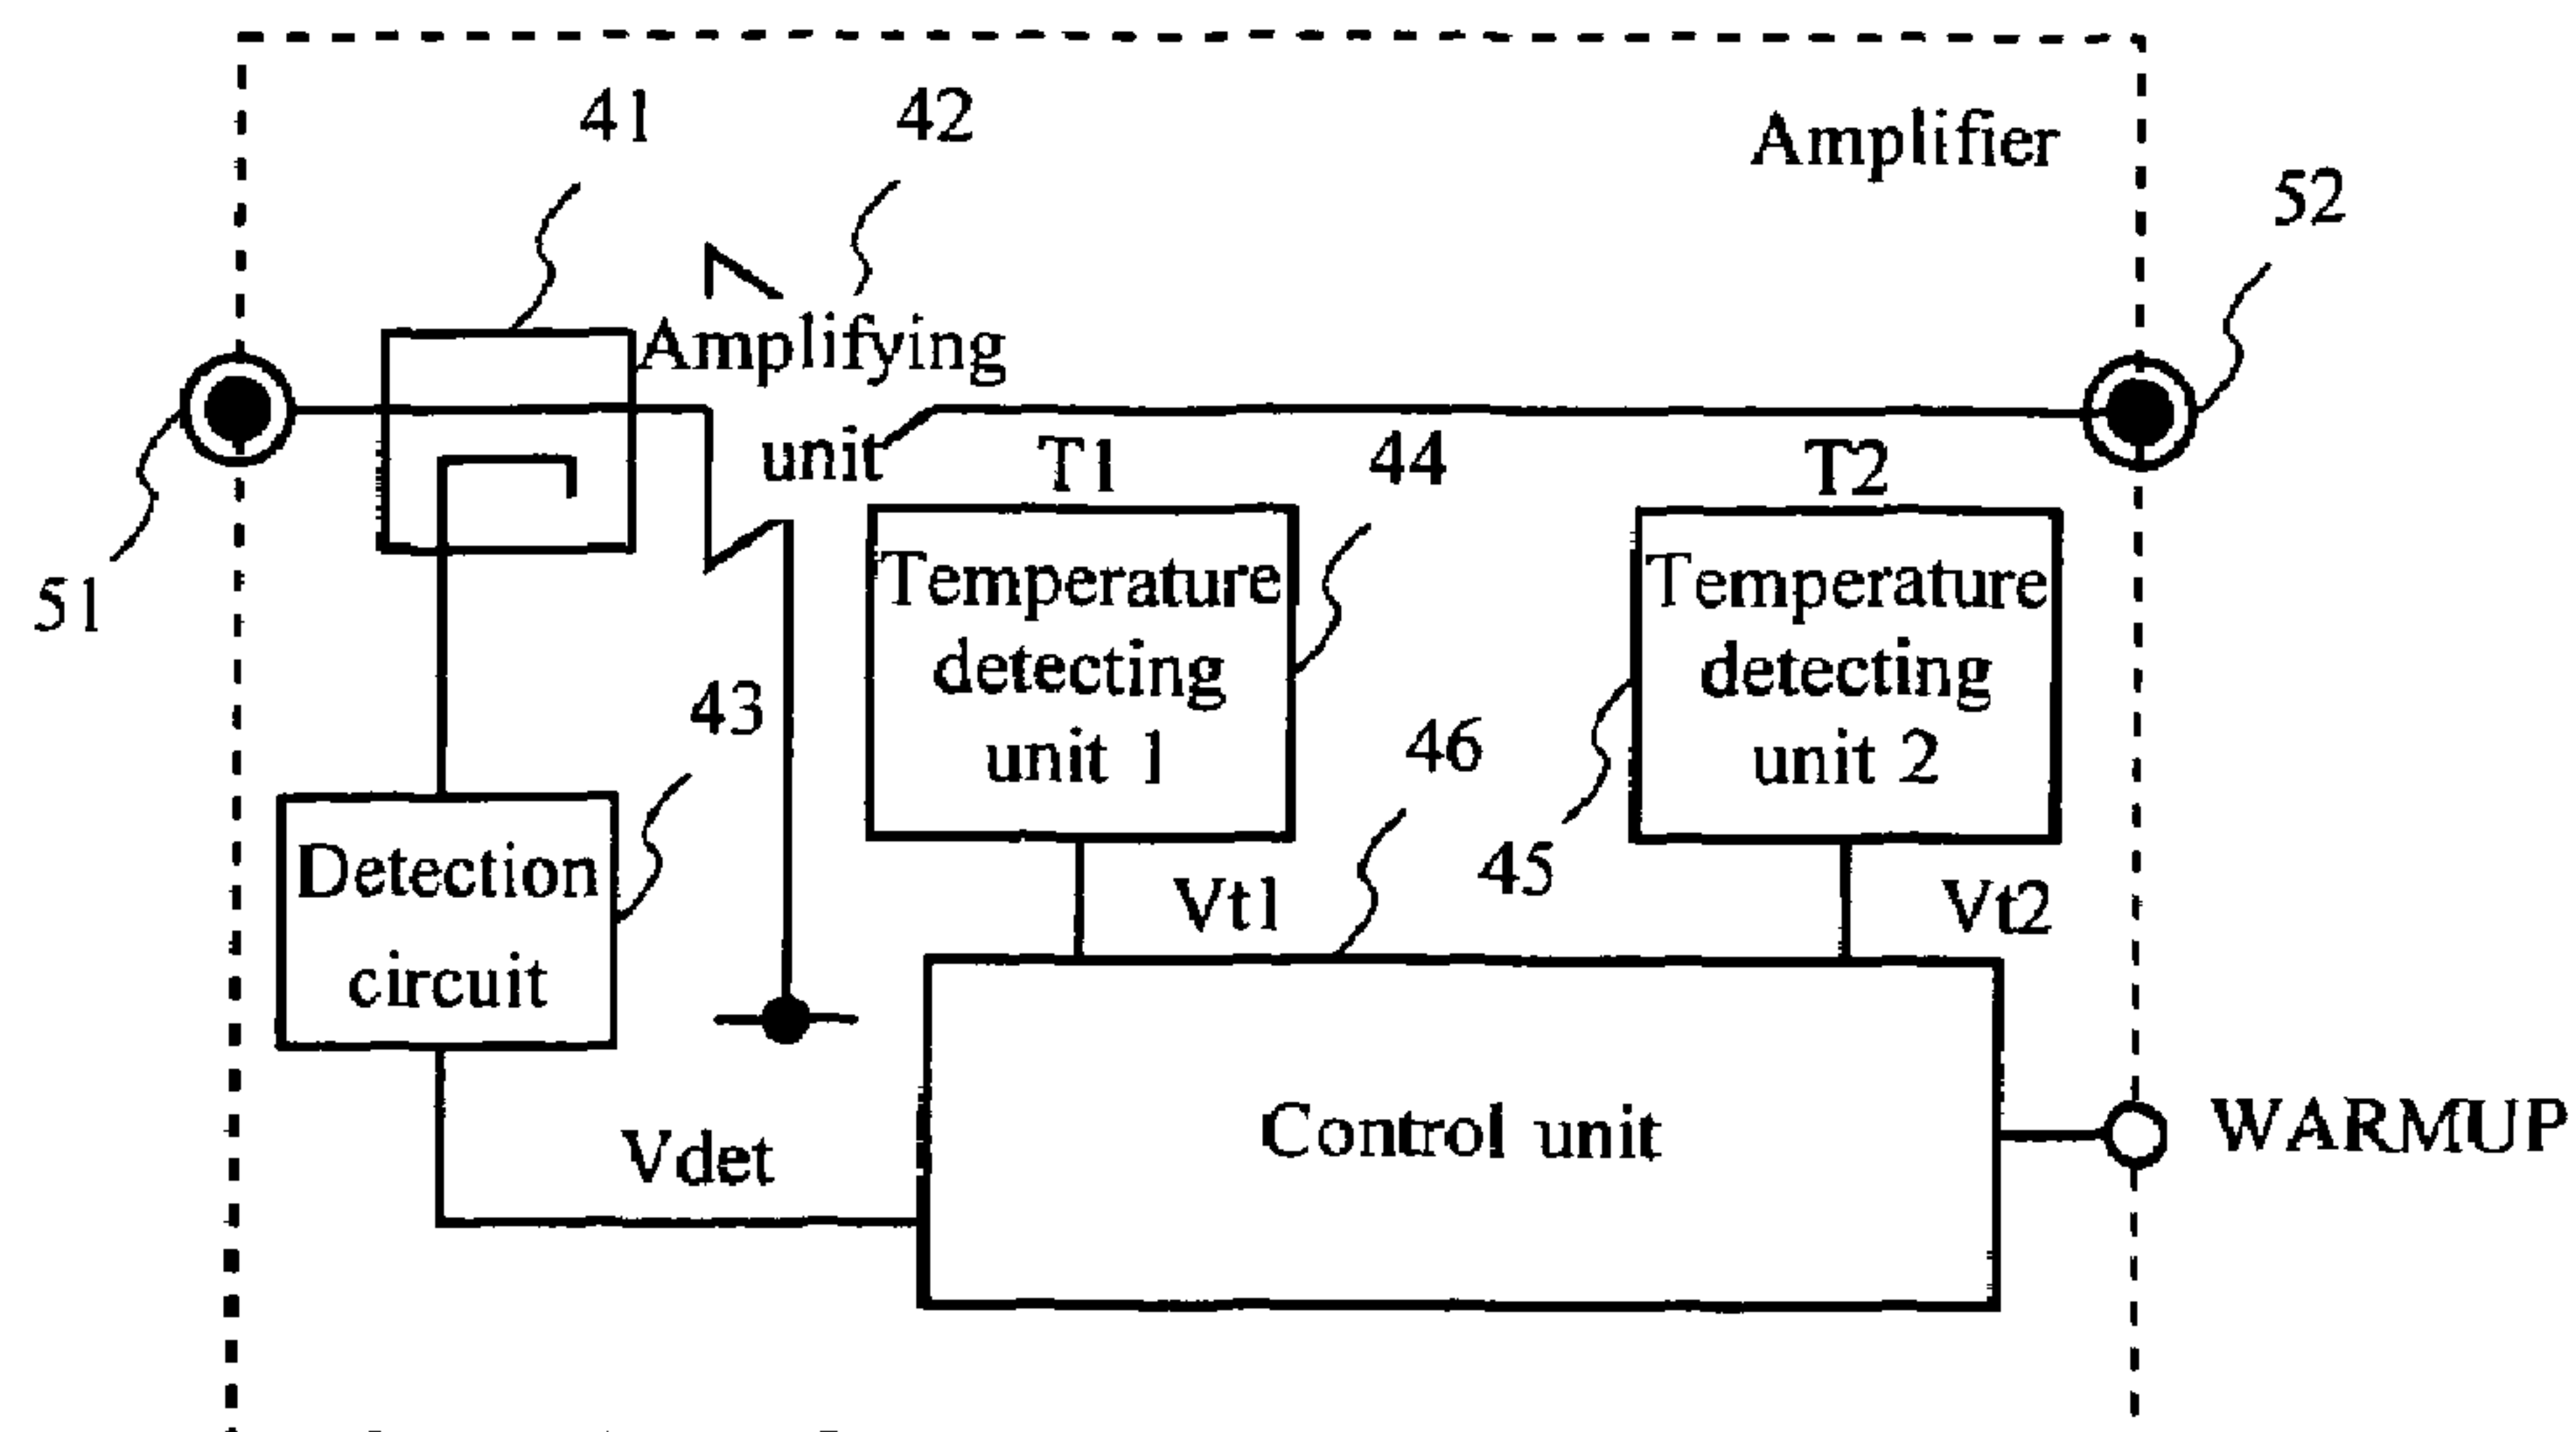 41
42
Amplifier
52
Amplifying
unit
T1
44
T2
51
Temperature
detecting
unit 1
Temperature
detecting
unit 2
43
46
45
Detection
circuit
Vt1
Vt2
Vdet
Control unit
WARMUP